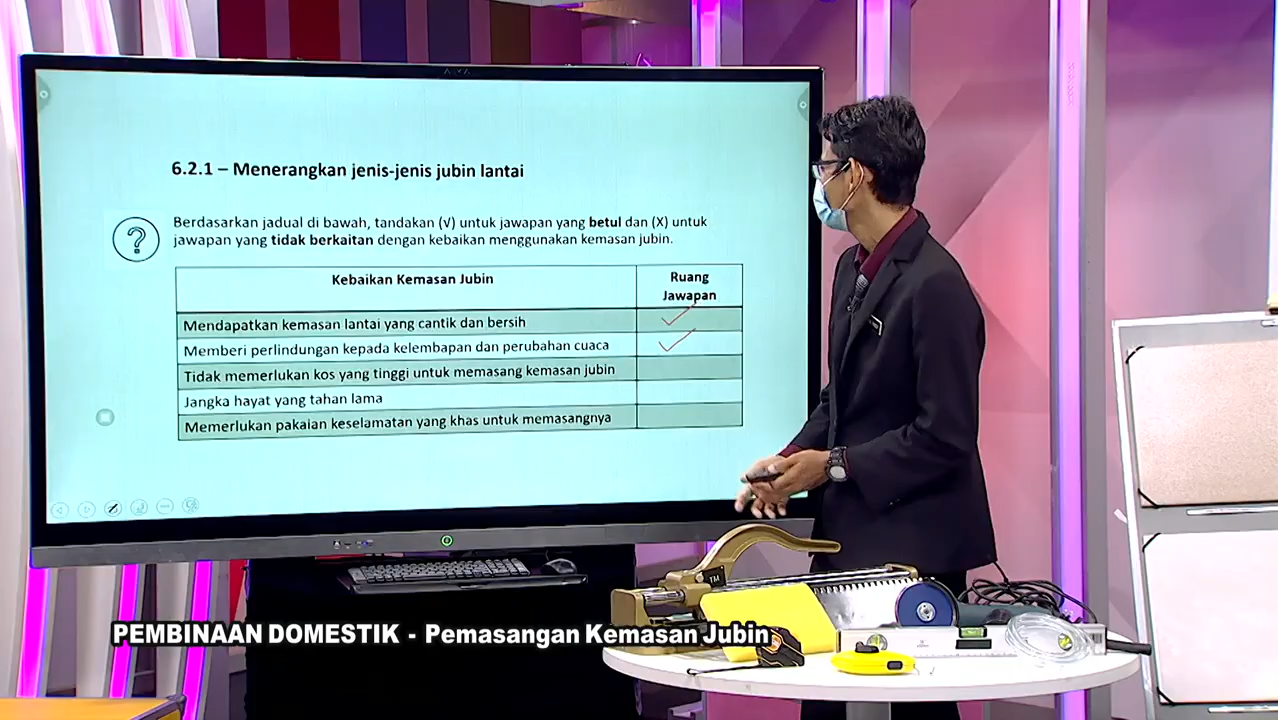 6.2.1 – Menerangkan jenis-jenis jubin lantai
Berdasarkan jadual di bawah, tandakan (√) untuk jawapan yang betul dan (X) untuk
jawapan yang tidak berkaitan dengan kebaikan menggunakan kemasan jubin.
Kebaikan Kemasan Jubin
Ruang
Jawapan
Mendapatkan kemasan lantai yang cantik dan bersih
Memberi perlindungan kepada kelembapan dan perubahan cuaca
Tidak memerlukan kos yang tinggi untuk memasang kemasan jubin
Jangka hayat yang tahan lama
Memerlukan pakaian keselamatan yang khas untuk memasangnya
TM
PEMBINAAN DOMESTIK - Pemasangan Kemasan Jubin